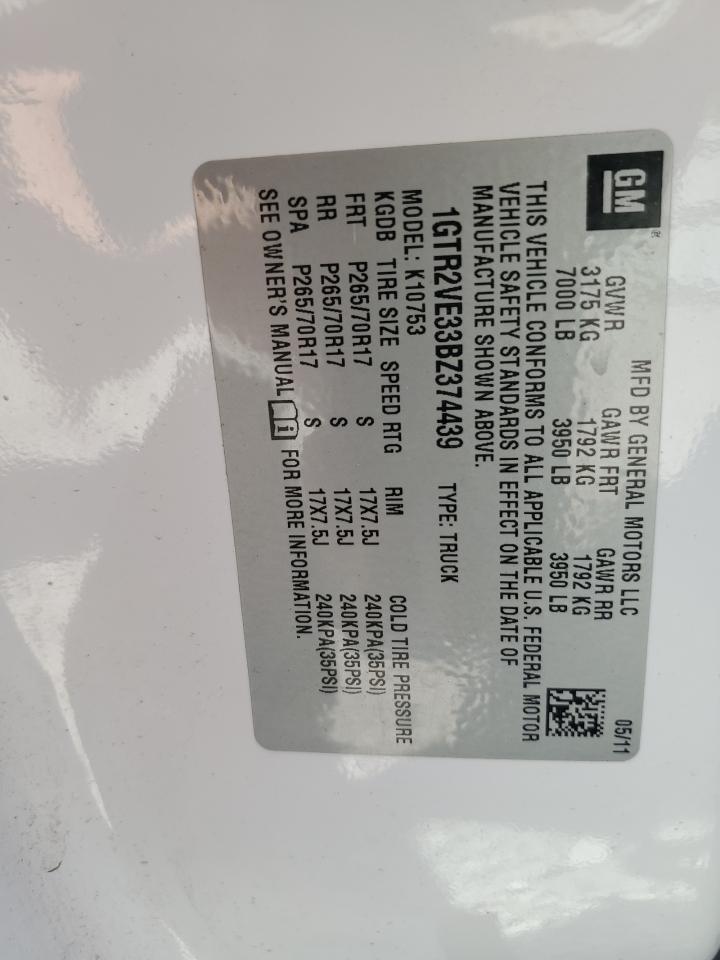 GM
MFD BY GENERAL MOTORS LLC 05/11
GVWR GAWR FRT GAWR RR
3175 KG 1792 KG 1792 KG
7000 LB 3950 LB 3950 LB
THIS VEHICLE CONFORMS TO ALL APPLICABLE U.S. FEDERAL MOTOR
VEHICLE SAFETY STANDARDS IN EFFECT ON THE DATE OF
MANUFACTURE SHOWN ABOVE.
1GTR2VE33BZ374439 TYPE: TRUCK
MODEL: K10753
KGDB TIRE SIZE SPEED RTG RIM COLD TIRE PRESSURE
FRT P265/70R17 S 17X7.5J 240KPA(35PSI)
RR P265/70R17 S 17X7.5J 240KPA(35PSI)
SPA P265/70R17 S 17X7.5J 240KPA(35PSI)
SEE OWNER'S MANUAL i FOR MORE INFORMATION.